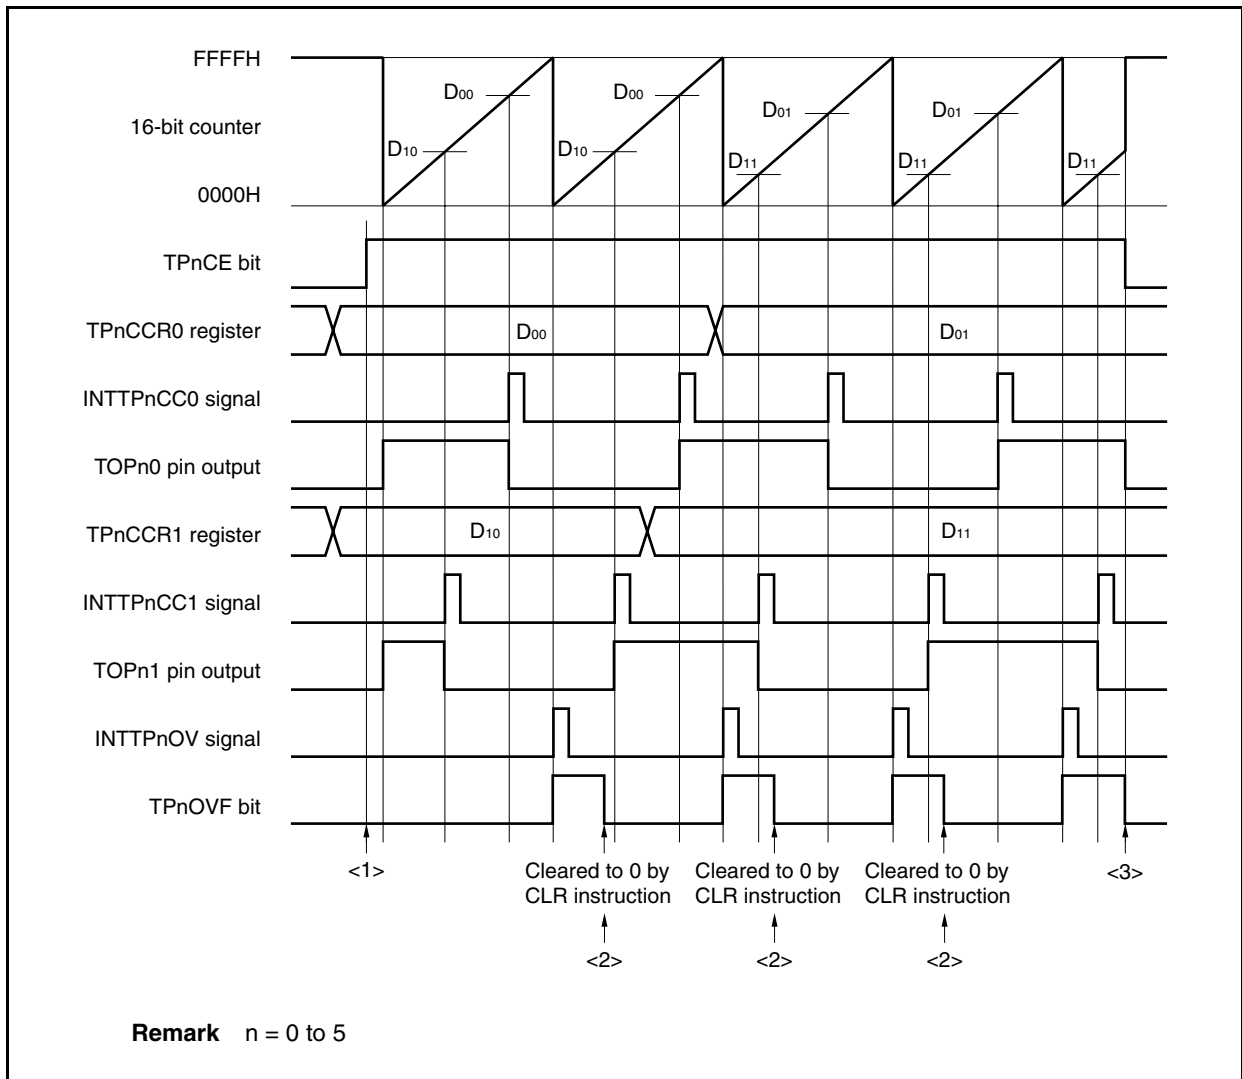 FFFFH
16-bit counter
0000H
D00
D10
D00
D10
D01
D11
D01
D11
D11
TPnCE bit
TPnCCR0 register
D00
D01
INTTPnCC0 signal
TOPn0 pin output
TPnCCR1 register
D10
D11
INTTPnCC1 signal
TOPn1 pin output
INTTPnOV signal
TPnOVF bit
<1>
Cleared to 0 by
CLR instruction
<2>
Cleared to 0 by
CLR instruction
<2>
Cleared to 0 by
CLR instruction
<2>
<3>
Remark n = 0 to 5